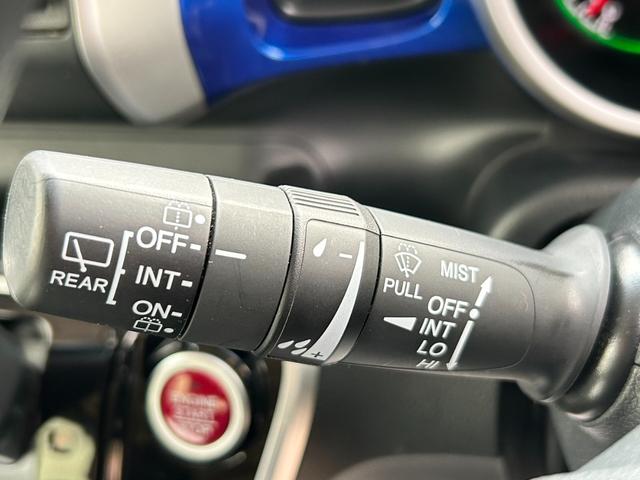 OFF-
REAR
INT-
ON-
-
+
PULL
MIST
OFF
INT
LO
HI
ENGINE
START
STOP